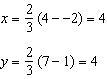 x = 2/3 (4 − −2) = 4
y = 2/3 (7 − 1) = 4